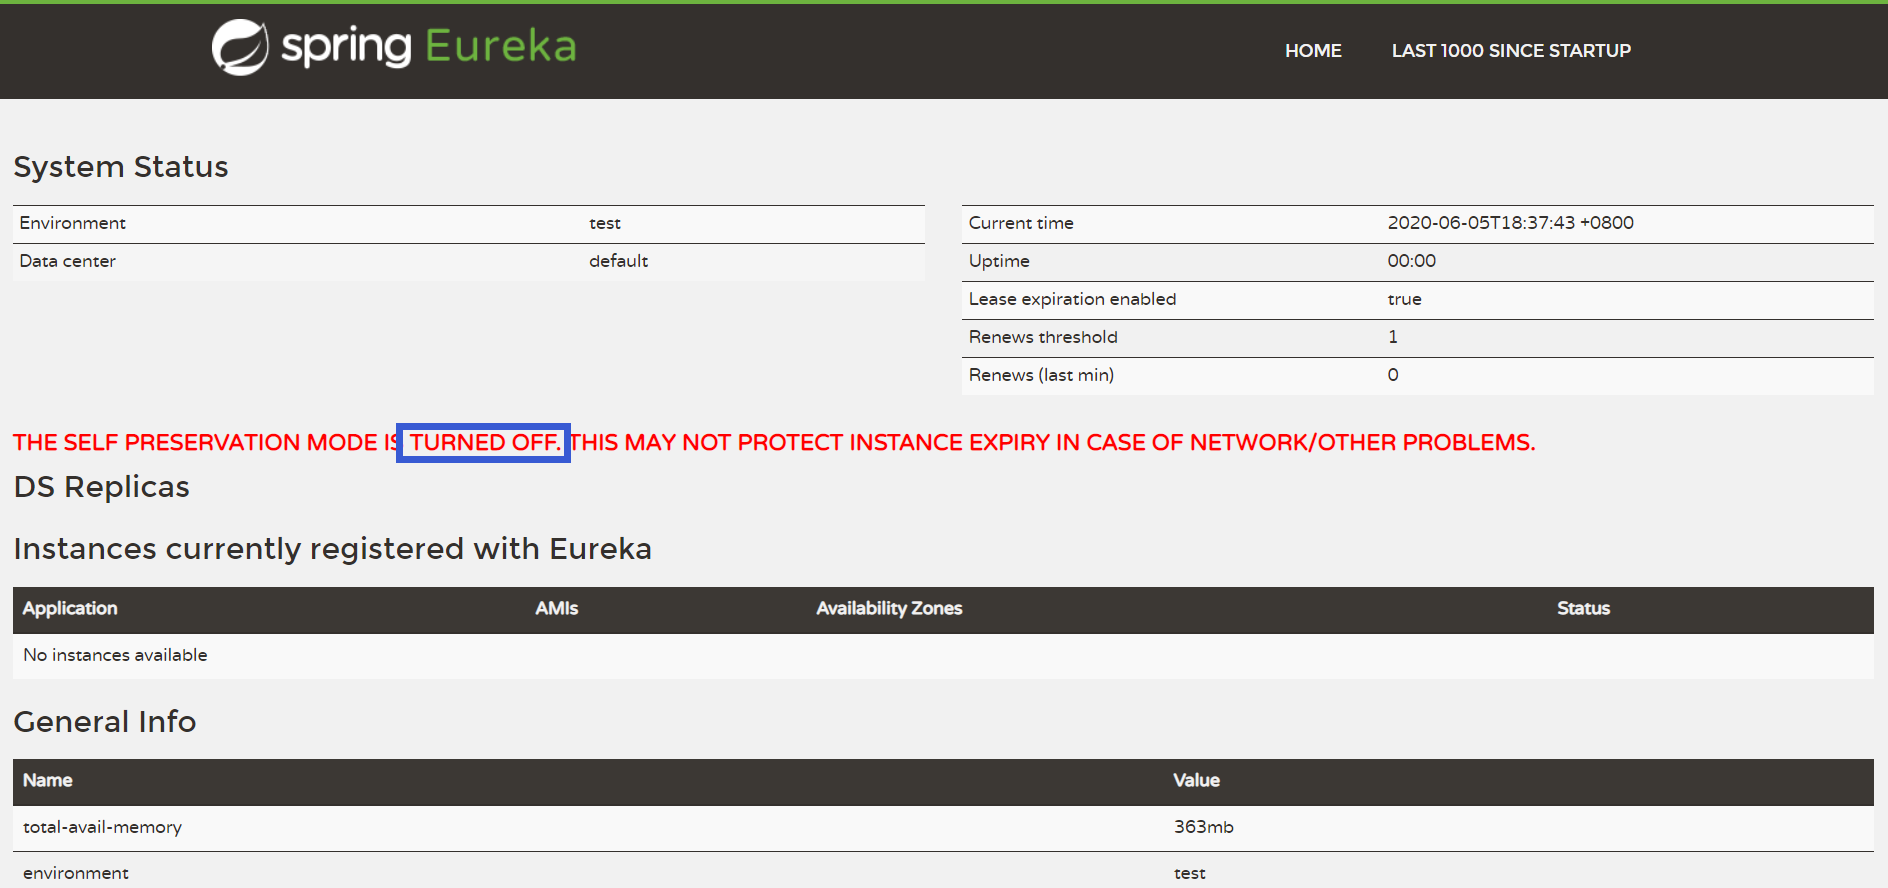 spring Eureka
HOME LAST 1000 SINCE STARTUP
System Status
Environment test
Data center default
Current time 2020-06-05T18:37:43 +0800
Uptime 00:00
Lease expiration enabled true
Renews threshold 1
Renews (last min) 0
THE SELF PRESERVATION MODE IS TURNED OFF. THIS MAY NOT PROTECT INSTANCE EXPIRY IN CASE OF NETWORK/OTHER PROBLEMS.
DS Replicas
Instances currently registered with Eureka
Application AMIs Availability Zones Status
No instances available
General Info
Name Value
total-avail-memory 363mb
environment test